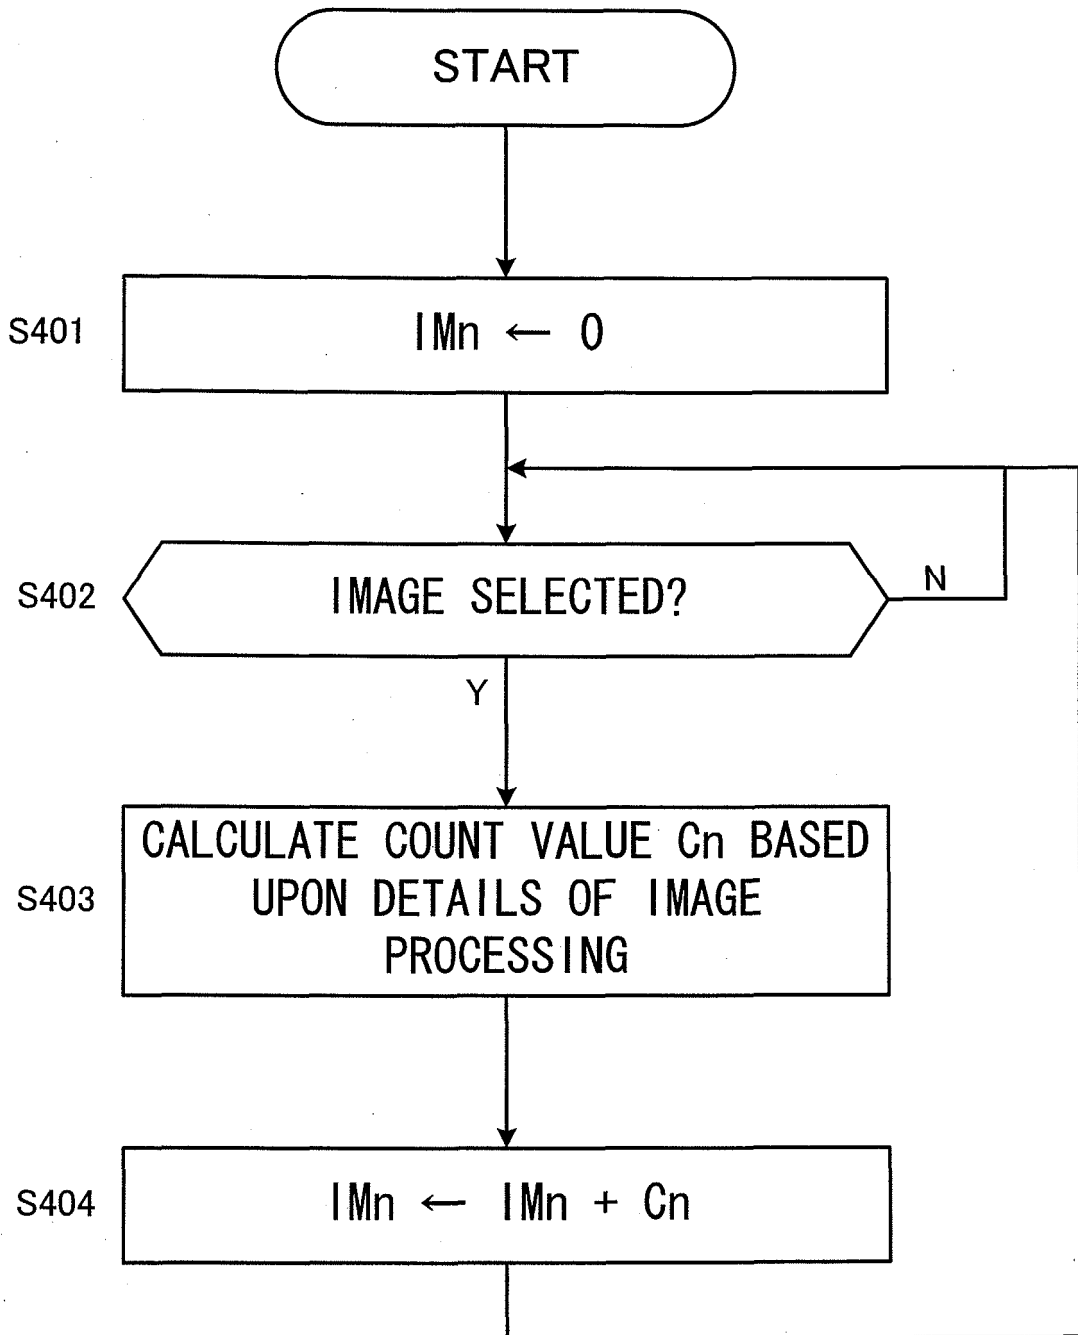 START
S401
IMn ← 0
S402
IMAGE SELECTED?
N
Y
S403
CALCULATE COUNT VALUE Cn BASED
UPON DETAILS OF IMAGE
PROCESSING
S404
IMn ← IMn + Cn